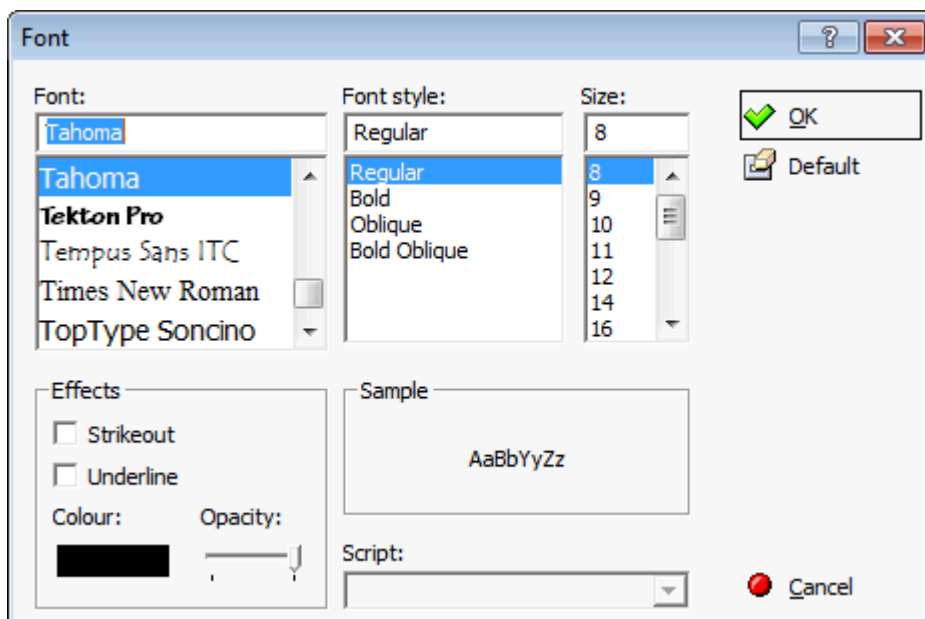 Font
Font:
Tahoma
Tahoma
Tekton Pro
Tempus Sans ITC
Times New Roman
TopType Soncino
Font style:
Regular
Regular
Bold
Oblique
Bold Oblique
Size:
8
8
9
10
11
12
14
16
OK
Default
Effects
Strikeout
Underline
Colour:
Opacity:
Sample
AaBbYyZz
Script:
Cancel